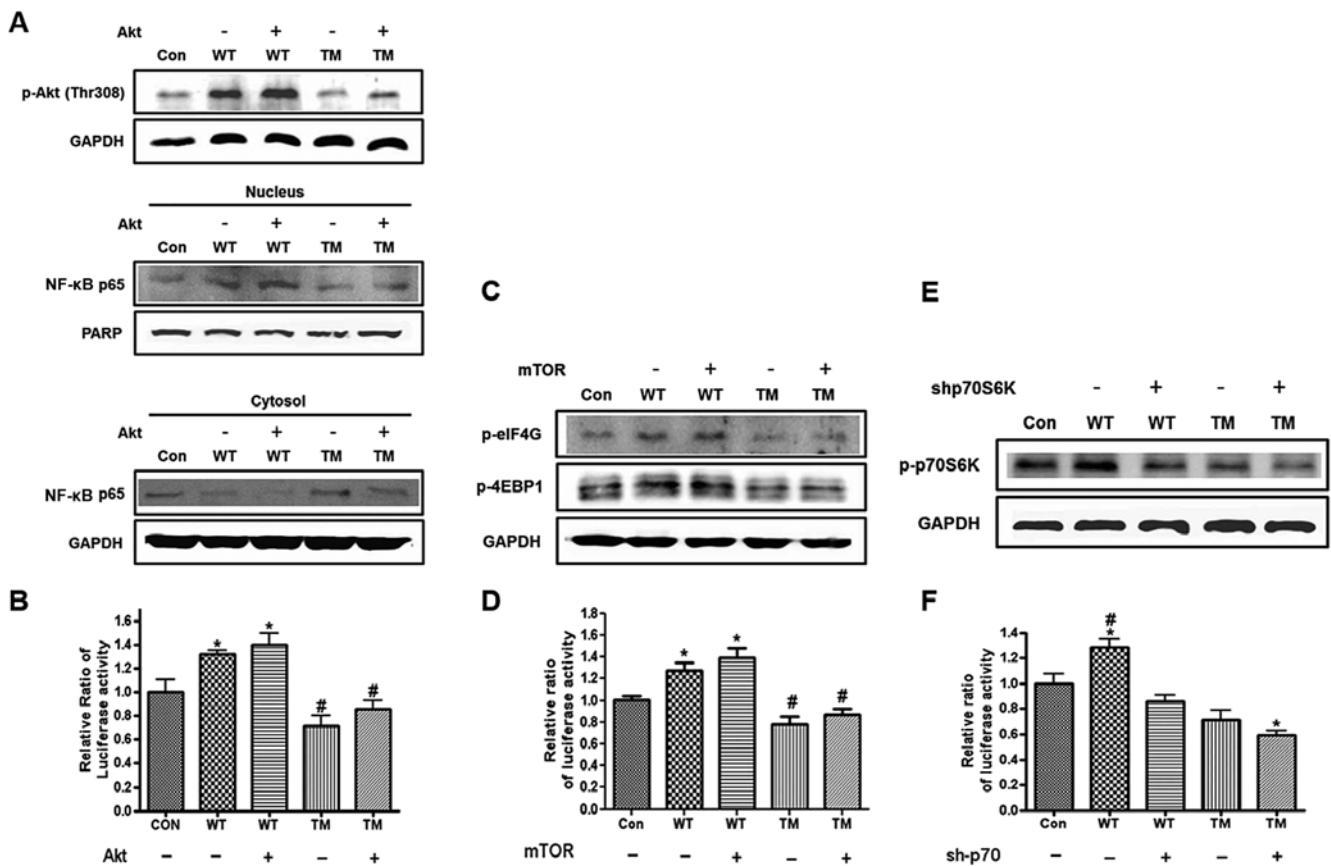 A
Akt - + - +
Con WT WT TM TM
p-Akt (Thr308)
GAPDH
Nucleus
Akt - + - +
Con WT WT TM TM
NF-κB p65
PARP
Cytosol
Akt - + - +
Con WT WT TM TM
NF-κB p65
GAPDH
B
Relative Ratio of
Luciferase activity
1.6
1.4
1.2
1.0
0.8
0.6
0.4
0.2
0.0
* * # #
CON WT WT TM TM
Akt – – + – +
C
mTOR - + - +
Con WT WT TM TM
p-eIF4G
p-4EBP1
GAPDH
D
Relative ratio
of luciferase activity
1.8
1.6
1.4
1.2
1.0
0.8
0.6
0.4
0.2
0.0
* * # #
Con WT WT TM TM
mTOR – – + – +
E
shp70S6K - + - +
Con WT WT TM TM
p-p70S6K
GAPDH
F
Relative ratio
of luciferase activity
1.4
1.2
1.0
0.8
0.6
0.4
0.2
0.0
#
* *
Con WT WT TM TM
sh-p70 – – + – +